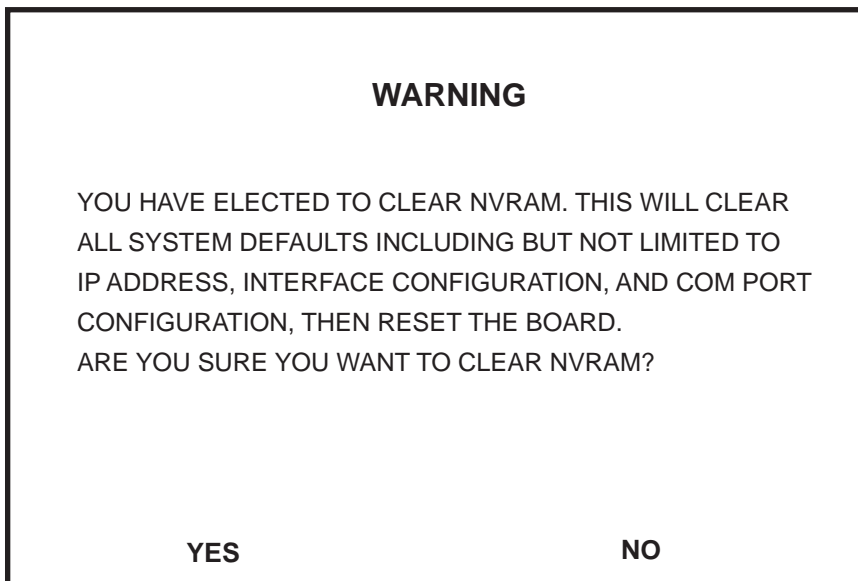 WARNING
YOU HAVE ELECTED TO CLEAR NVRAM. THIS WILL CLEAR
ALL SYSTEM DEFAULTS INCLUDING BUT NOT LIMITED TO
IP ADDRESS, INTERFACE CONFIGURATION, AND COM PORT
CONFIGURATION, THEN RESET THE BOARD.
ARE YOU SURE YOU WANT TO CLEAR NVRAM?
YES NO